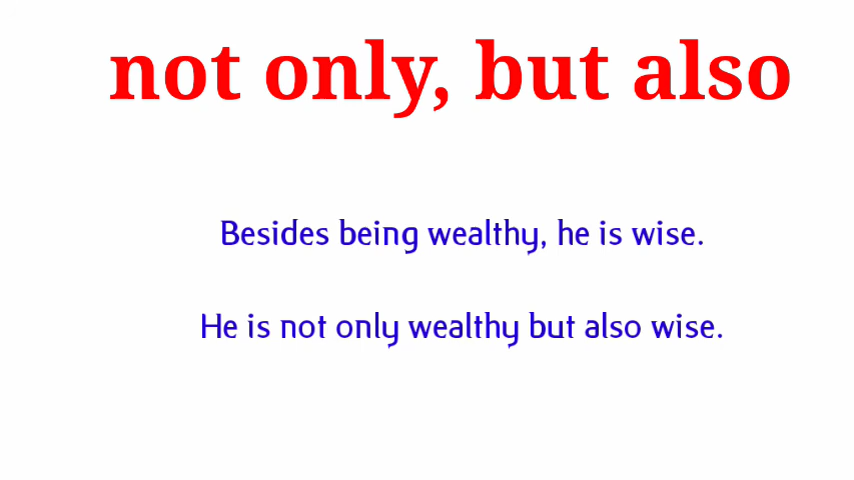 not only, but also
Besides being wealthy, he is wise.
He is not only wealthy but also wise.